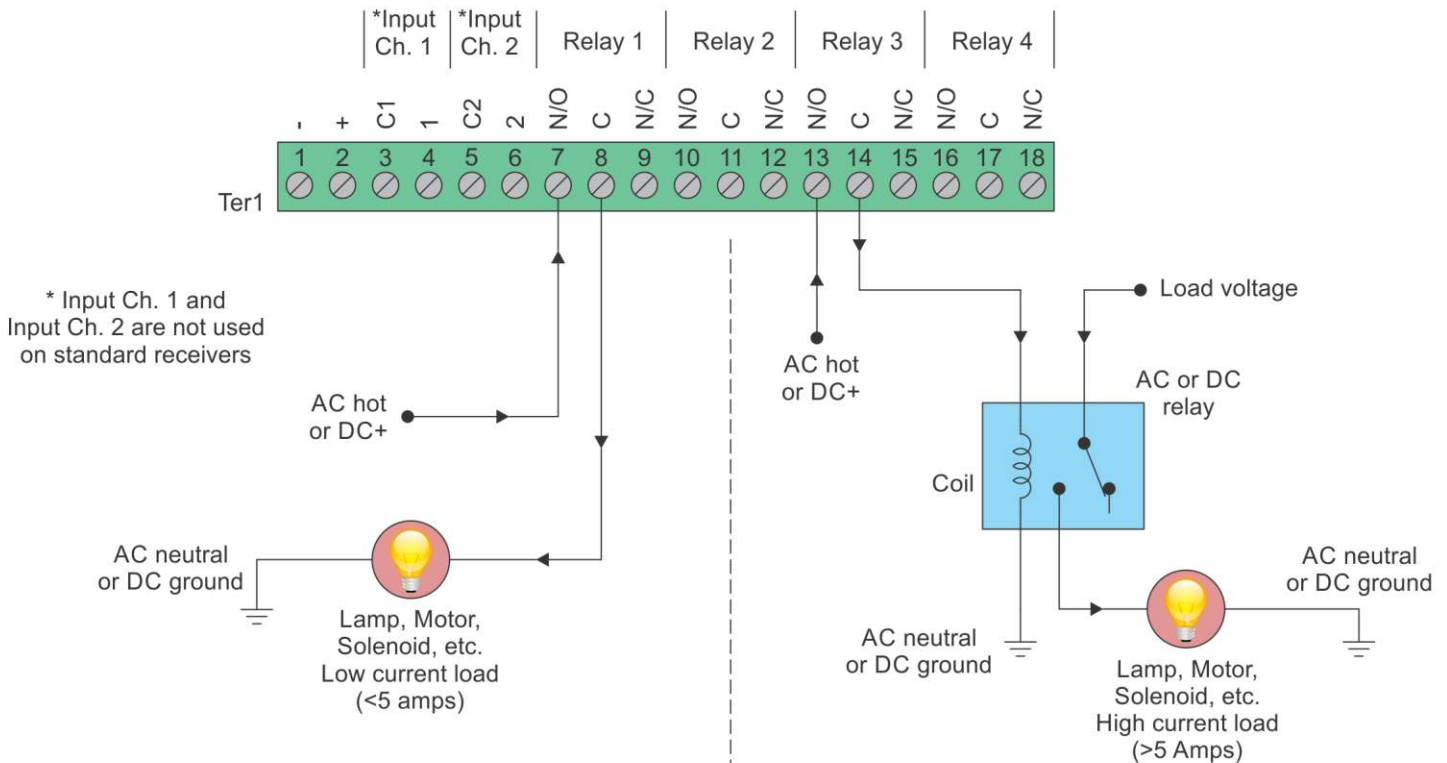 *Input
Ch. 1
*Input
Ch. 2
Relay 1
Relay 2
Relay 3
Relay 4
- + C1 1 C2 2 N/O C N/C N/O C N/C N/O C N/C N/O C N/C
1 2 3 4 5 6 7 8 9 10 11 12 13 14 15 16 17 18
Ter1
* Input Ch. 1 and
Input Ch. 2 are not used
on standard receivers
AC hot
or DC+
AC neutral
or DC ground
Lamp, Motor,
Solenoid, etc.
Low current load
(<5 amps)
AC hot
or DC+
Load voltage
AC or DC
relay
Coil
AC neutral
or DC ground
AC neutral
or DC ground
Lamp, Motor,
Solenoid, etc.
High current load
(>5 Amps)